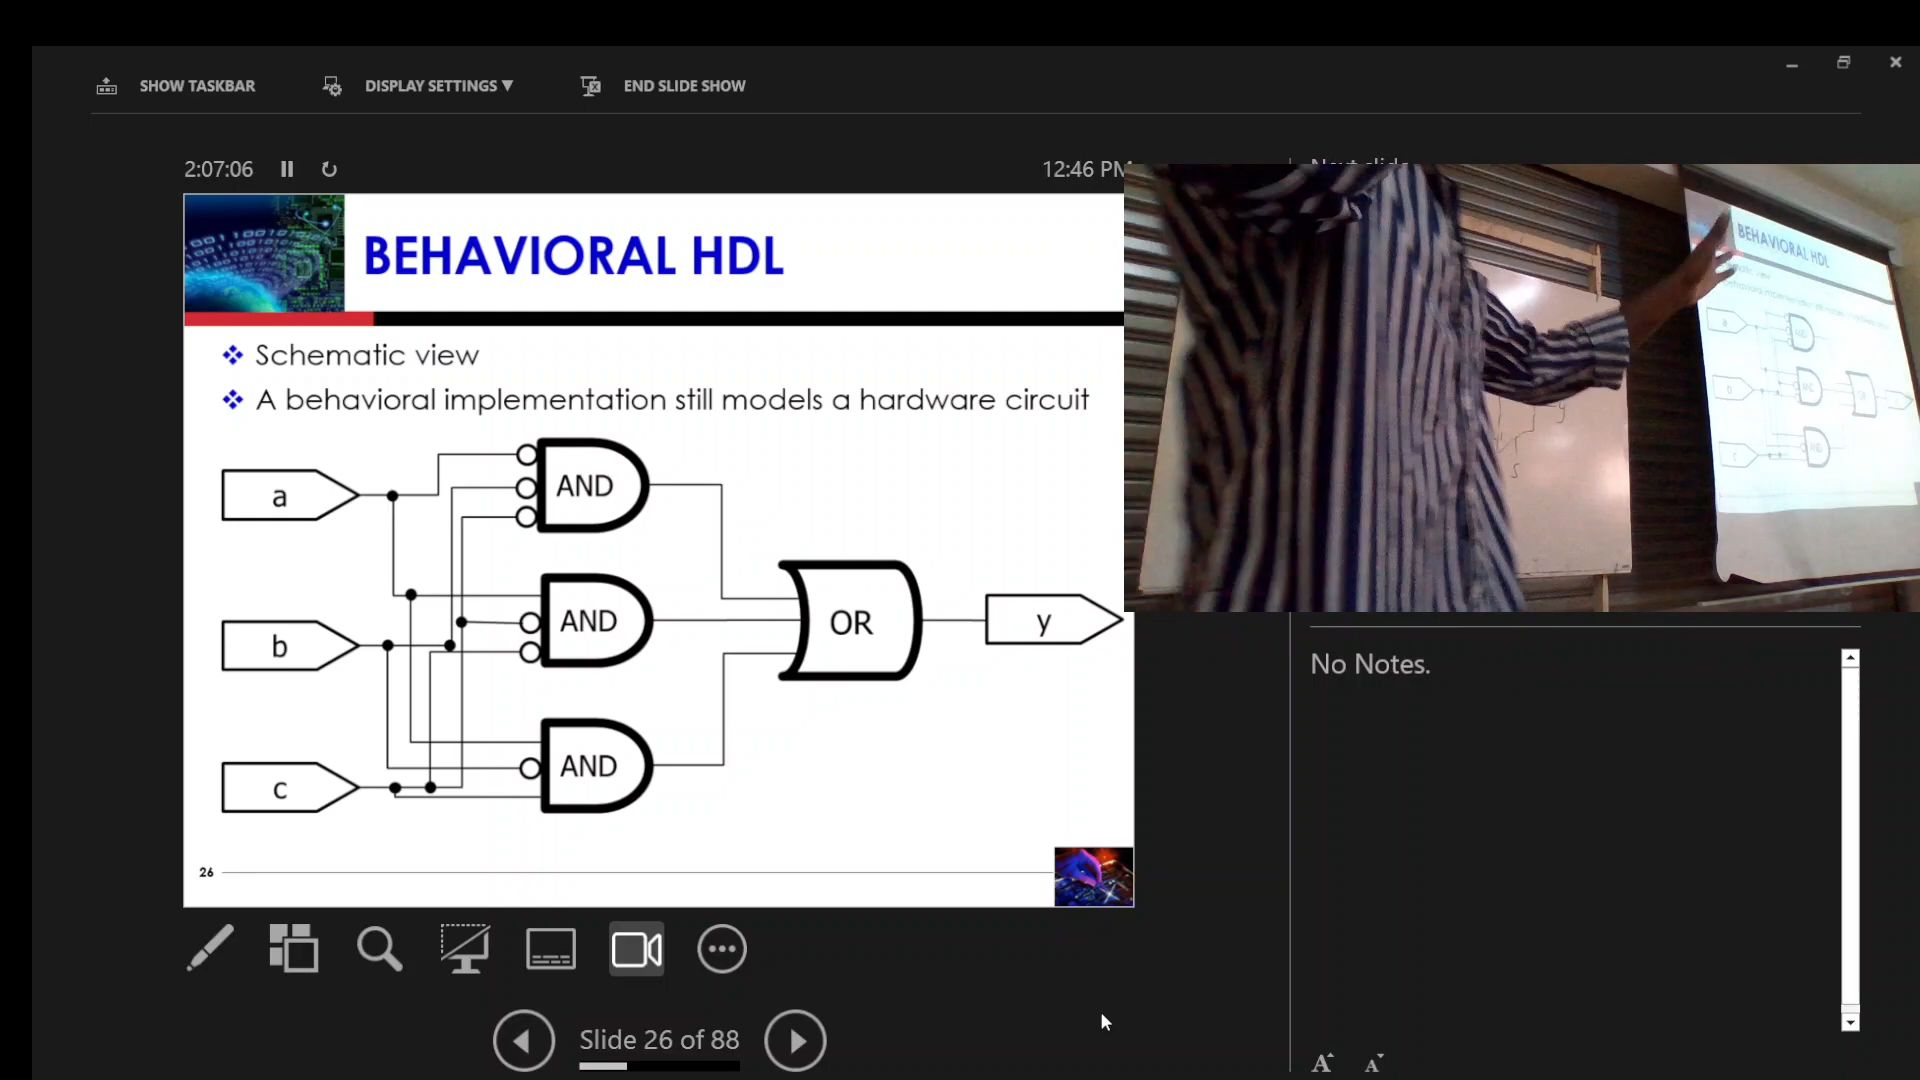 SHOW TASKBAR DISPLAY SETTINGS ▼ END SLIDE SHOW
2:07:06 12:46 PM
BEHAVIORAL HDL
Schematic view
A behavioral implementation still models a hardware circuit
a
b
c
AND
AND
AND
OR
y
26
BEHAVIORAL HDL
No Notes.
Slide 26 of 88
A A